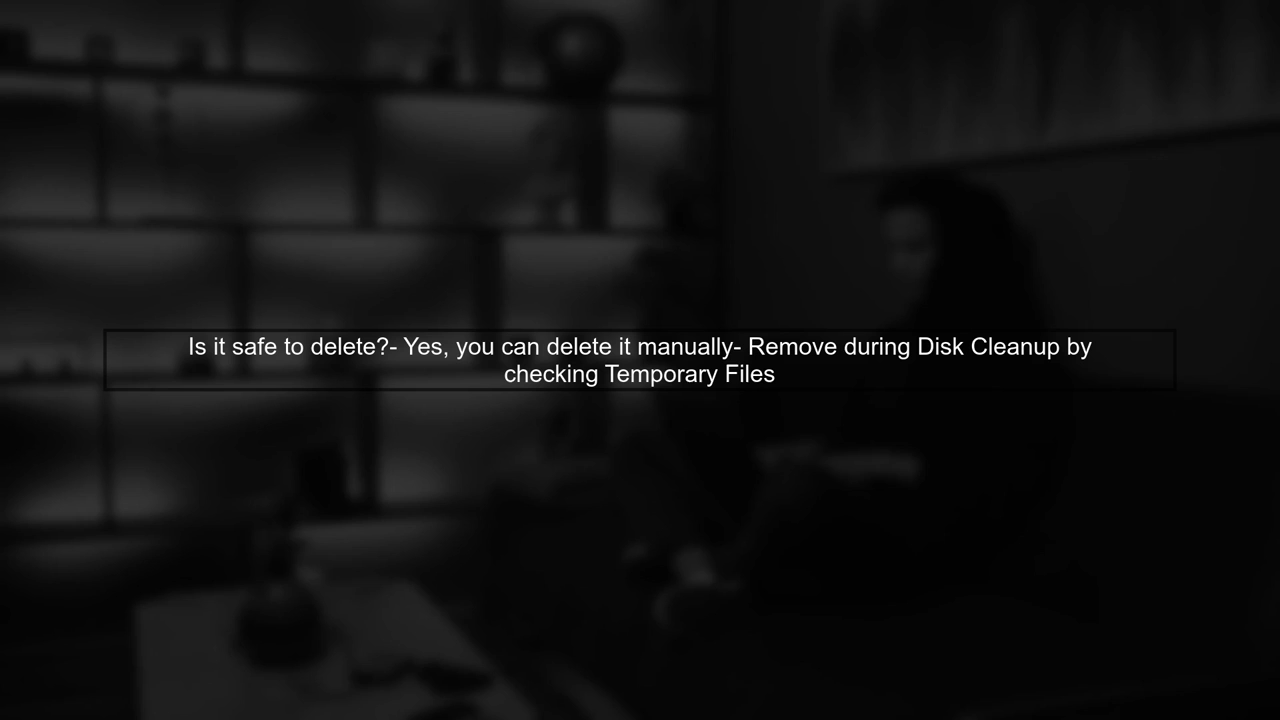 Is it safe to delete?- Yes, you can delete it manually- Remove during Disk Cleanup by
checking Temporary Files